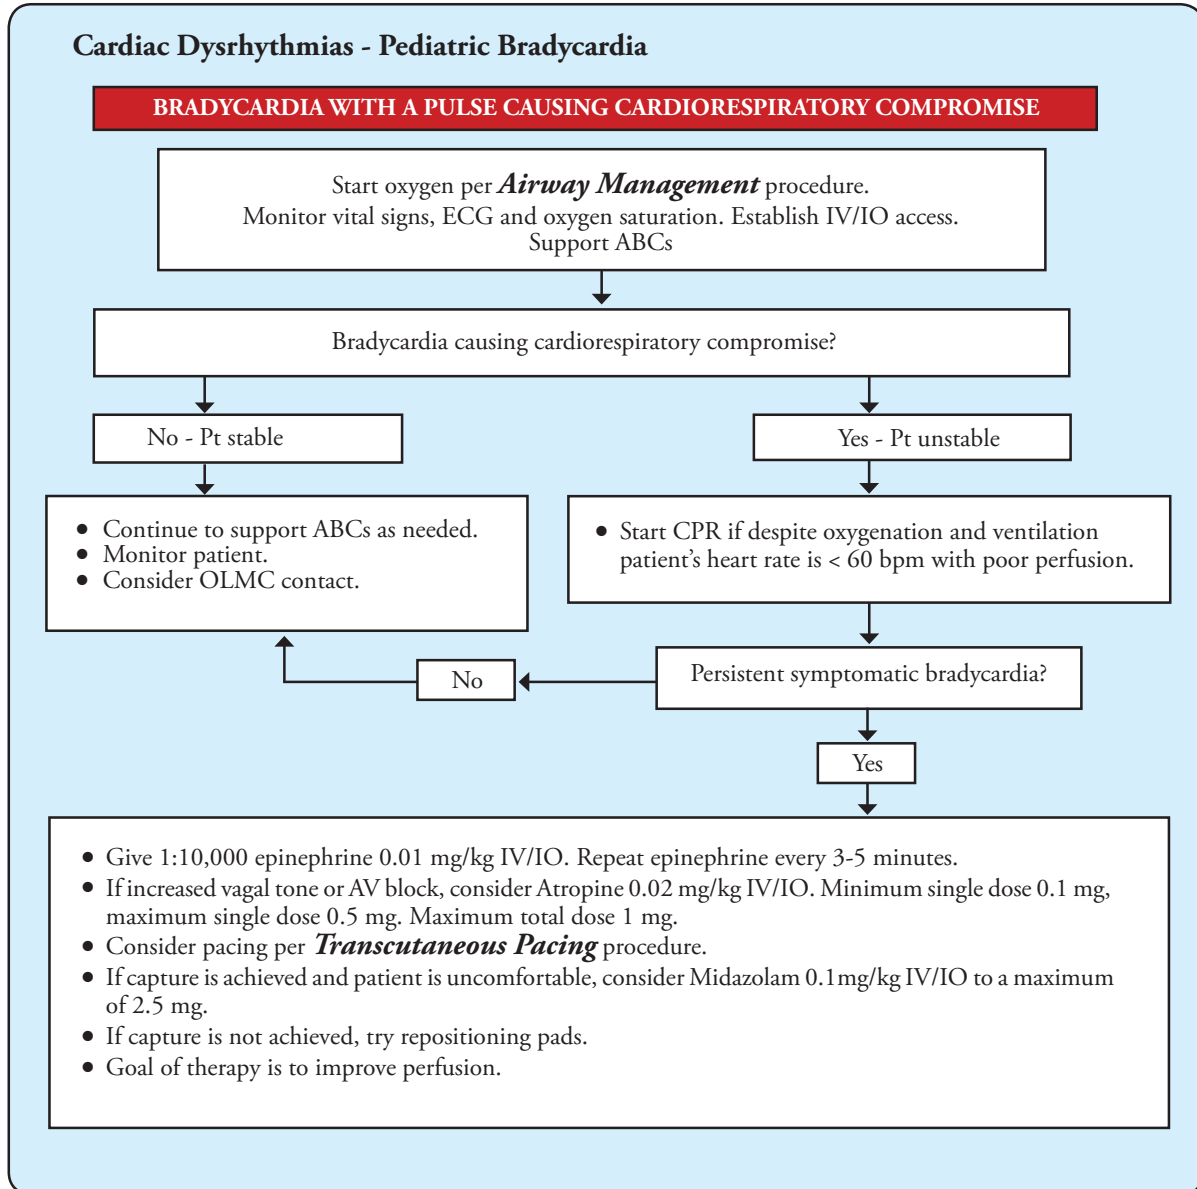 Cardiac Dysrhythmias - Pediatric Bradycardia
BRADYCARDIA WITH A PULSE CAUSING CARDIORESPIRATORY COMPROMISE
Start oxygen per Airway Management procedure.
Monitor vital signs, ECG and oxygen saturation. Establish IV/IO access.
Support ABCs
Bradycardia causing cardiorespiratory compromise?
No - Pt stable
Yes - Pt unstable
• Continue to support ABCs as needed.
• Monitor patient.
• Consider OLMC contact.
• Start CPR if despite oxygenation and ventilation
patient’s heart rate is < 60 bpm with poor perfusion.
Persistent symptomatic bradycardia?
No
Yes
• Give 1:10,000 epinephrine 0.01 mg/kg IV/IO. Repeat epinephrine every 3-5 minutes.
• If increased vagal tone or AV block, consider Atropine 0.02 mg/kg IV/IO. Minimum single dose 0.1 mg,
maximum single dose 0.5 mg. Maximum total dose 1 mg.
• Consider pacing per Transcutaneous Pacing procedure.
• If capture is achieved and patient is uncomfortable, consider Midazolam 0.1mg/kg IV/IO to a maximum
of 2.5 mg.
• If capture is not achieved, try repositioning pads.
• Goal of therapy is to improve perfusion.